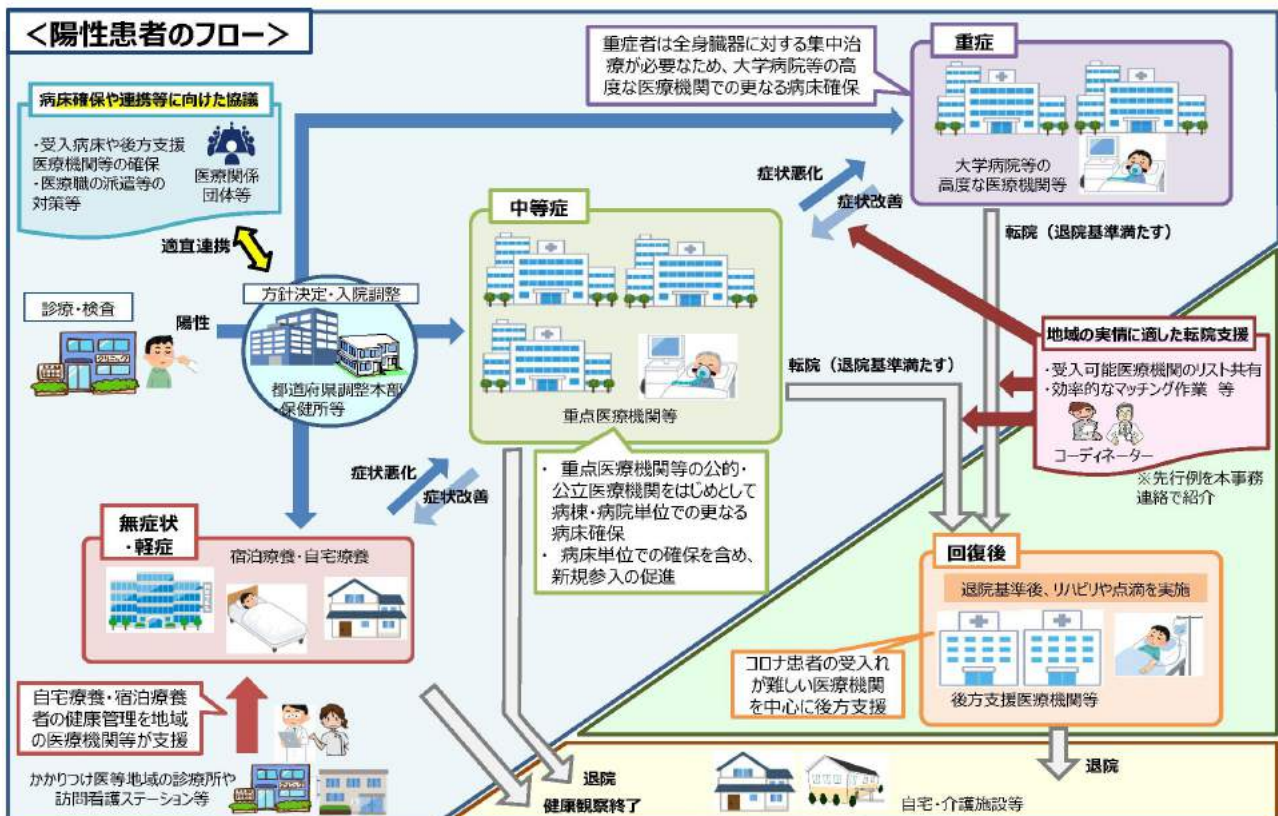 ＜陽性患者のフロー＞
病床確保や連携等に向けた協議
・受入病床や後方支援
医療機関等の確保
・医療職の派遣等の
対策等
医療関係
団体等
適宜連携
診療・検査
クリニック
陽性
方針決定・入院調整
都道府県調整本部
・保健所等
重症者は全身臓器に対する集中治
療が必要なため、大学病院等の高
度な医療機関での更なる病床確保
重症
大学病院等の
高度な医療機関等
症状悪化
症状改善
中等症
重点医療機関等
・ 重点医療機関等の公的・
公立医療機関をはじめとして
病棟・病院単位での更なる
病床確保
・ 病床単位での確保を含め、
新規参入の促進
転院（退院基準満たす）
転院（退院基準満たす）
地域の実情に適した転院支援
・受入可能医療機関のリスト共有
・効率的なマッチング作業 等
コーディネーター
※先行例を本事務
連絡で紹介
症状悪化
症状改善
無症状
・軽症
宿泊療養・自宅療養
自宅療養・宿泊療養
者の健康管理を地域
の医療機関等が支援
かかりつけ医等地域の診療所や
訪問看護ステーション等
回復後
退院基準後、リハビリや点滴を実施
後方支援医療機関等
コロナ患者の受入れ
が難しい医療機関
を中心に後方支援
退院
健康観察終了
自宅・介護施設等
退院